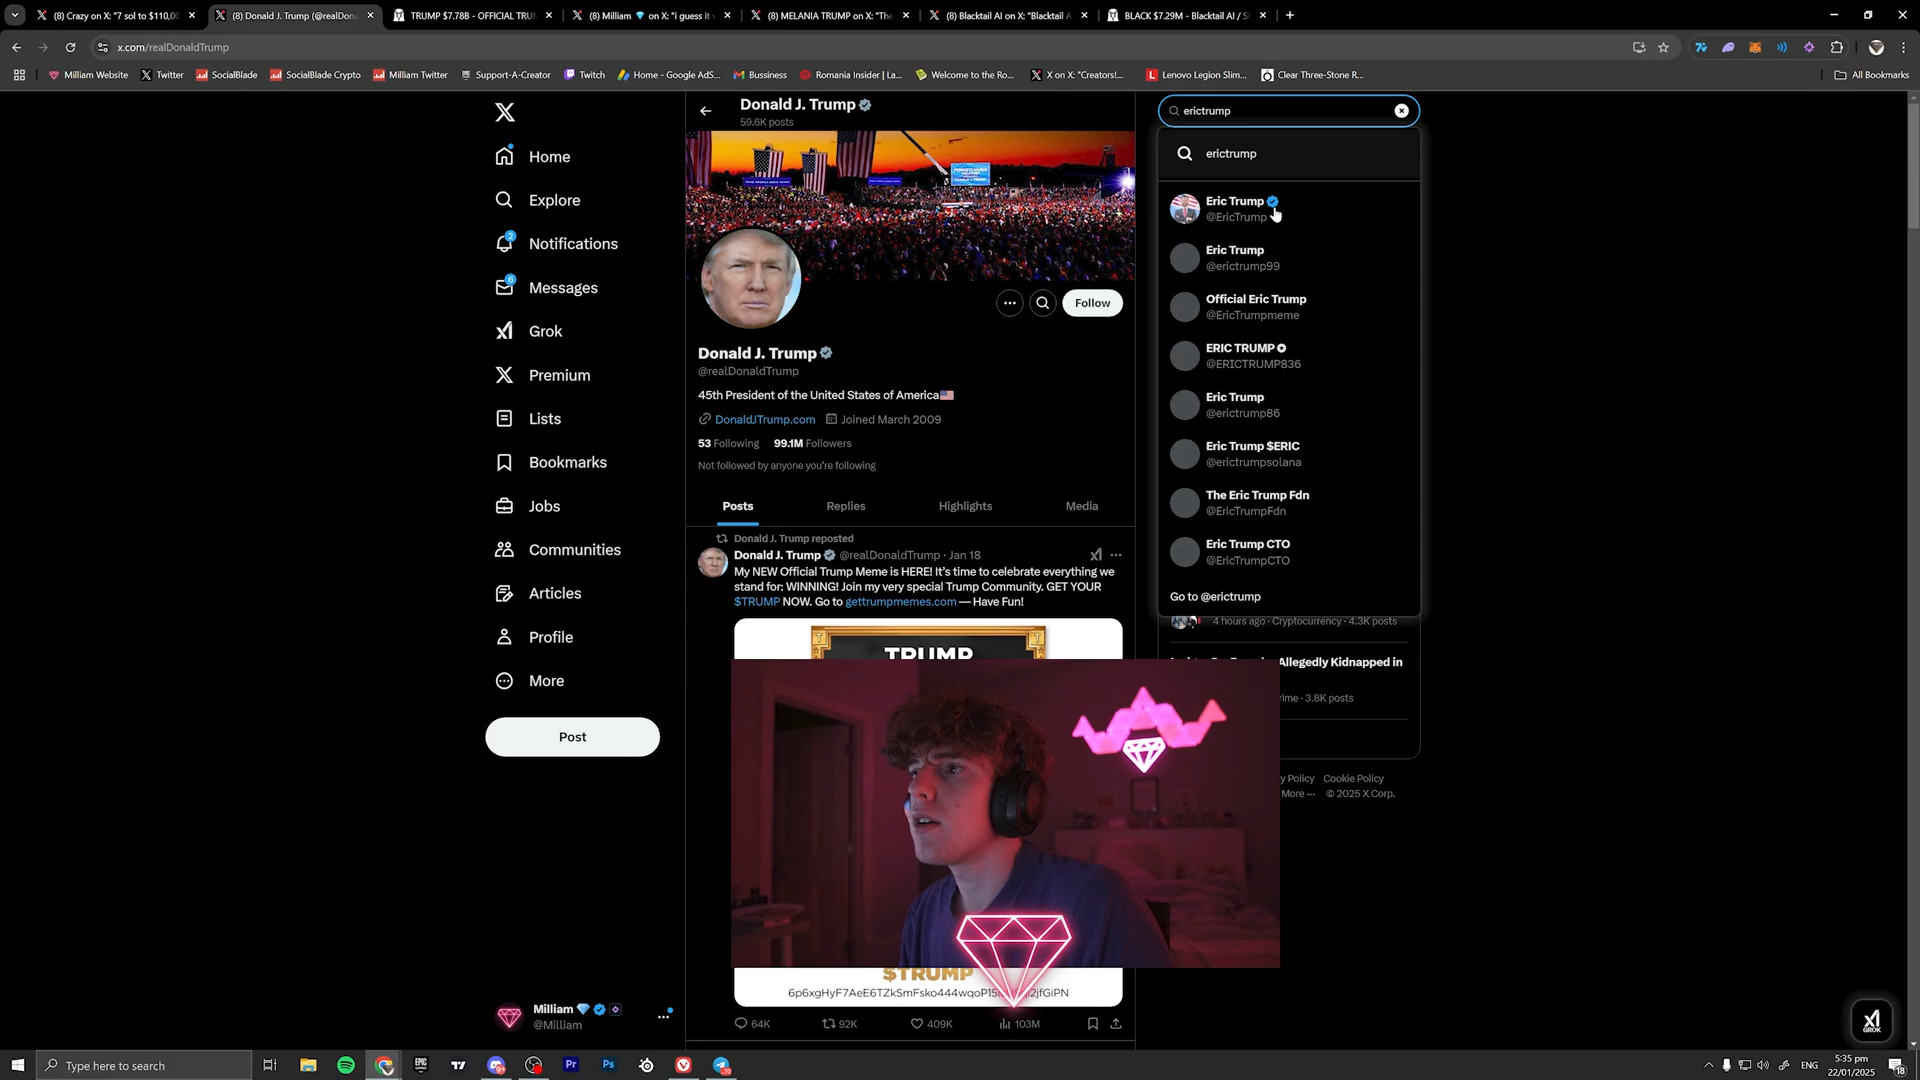 (8) Crazy on X: "7 sol to $110,00
(8) Donald J. Trump (@realDona
TRUMP $7.78B - OFFICIAL TRU
(8) Milliam 💎 on X: "i guess it
(8) MELANIA TRUMP on X: "The
(8) Blacktail AI on X: "Blacktail A
BLACK $7.29M - Blacktail AI / S
x.com/realDonaldTrump
Milliam Website
Twitter
SocialBlade
SocialBlade Crypto
Milliam Twitter
Support-A-Creator
Twitch
Home - Google AdS...
Bussiness
Romania Insider | La...
Welcome to the Ro...
X on X: "Creators!...
Lenovo Legion Slim...
Clear Three-Stone R...
All Bookmarks
Home
Explore
2
Notifications
6
Messages
Grok
Premium
Lists
Bookmarks
Jobs
Communities
Articles
Profile
More
Post
Milliam 💎
@Milliam
Donald J. Trump
59.6K posts
Follow
Donald J. Trump
@realDonaldTrump
45th President of the United States of America🇺🇸
DonaldJTrump.com Joined March 2009
53 Following 99.1M Followers
Not followed by anyone you're following
Posts Replies Highlights Media
Donald J. Trump reposted
Donald J. Trump @realDonaldTrump · Jan 18
My NEW Official Trump Meme is HERE! It's time to celebrate everything we
stand for: WINNING! Join my very special Trump Community. GET YOUR
$TRUMP NOW. Go to gettrumpmemes.com — Have Fun!
TRUMP
$TRUMP
64K 92K 409K 103M
erictrump
erictrump
Eric Trump
@EricTrump
Eric Trump
@erictrump99
Official Eric Trump
@EricTrumpmeme
ERIC TRUMP ✪
@ERICTRUMP836
Eric Trump
@erictrump86
Eric Trump $ERIC
@erictrumpsolana
The Eric Trump Fdn
@EricTrumpFdn
Eric Trump CTO
@EricTrumpCTO
Go to @erictrump
4 hours ago · Cryptocurrency · 4.3K posts
Allegedly Kidnapped in
· 3.8K posts
Policy Cookie Policy
More ··· © 2025 X Corp.
GROK
Type here to search
ENG
5:35 pm
22/01/2025
18